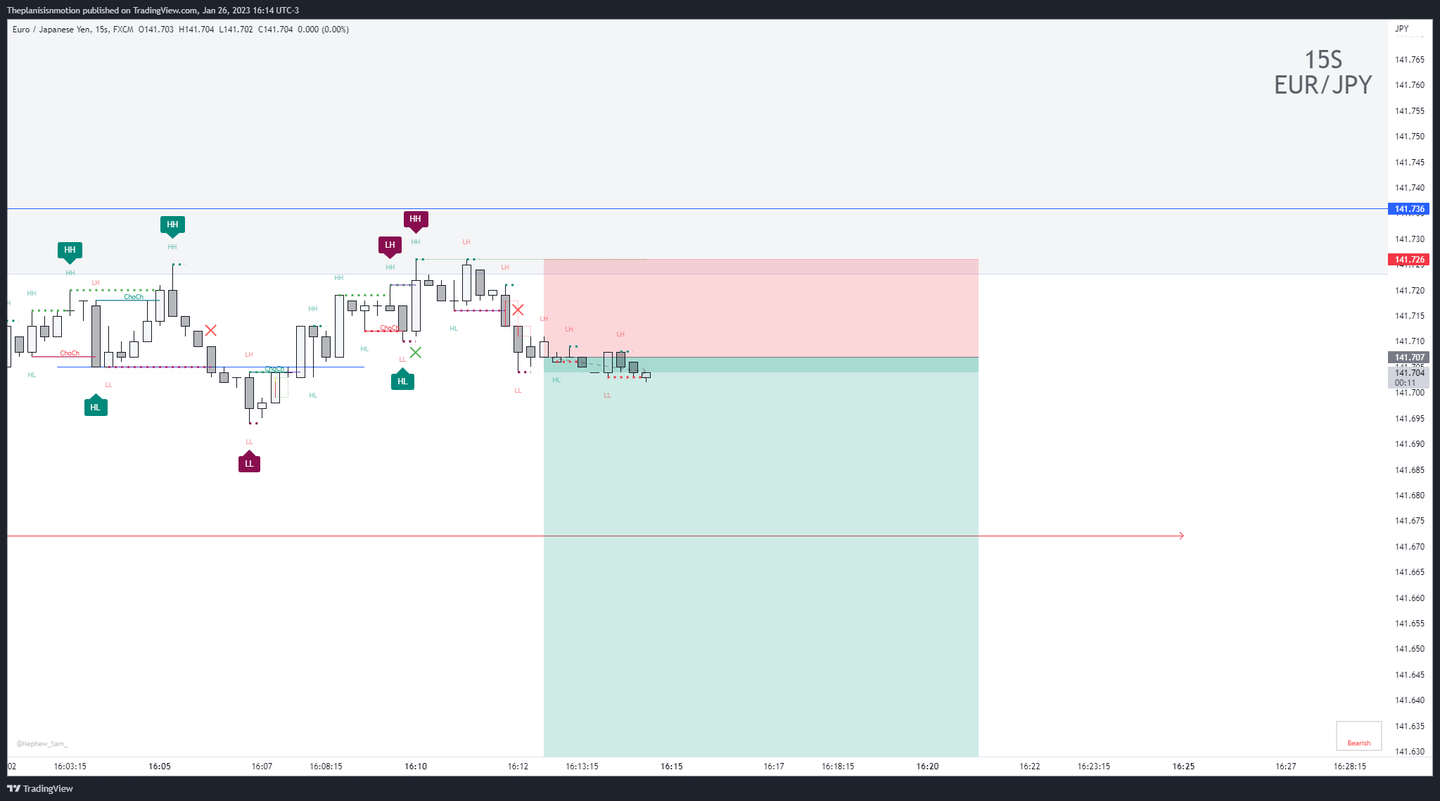 Theplanisisnmotion published on TradingView.com, Jan 26, 2023 16:14 UTC-3
Euro / Japanese Yen, 15s, FXCM O141.703 H141.704 L141.702 C141.704 0.000 (0.00%)
JPY
15S
EUR/JPY
141.765
141.760
141.755
141.750
141.745
141.740
141.736
141.730
141.726
141.720
141.715
141.710
141.707
141.704
00:11
141.700
141.695
141.690
141.685
141.680
141.675
141.670
141.665
141.660
141.655
141.650
141.645
141.640
141.635
141.630
HH
HH
LH
HH
HH
HH
HH
LH
HH
HH
LH
LH
HH
LH
ChoCh
HH
HH
LH
LH
LH
ChoCh
ChoCh
LH
HL
LL
HL
HL
LL
ChoCh
HL
LL
HL
HL
HL
LL
HL
LL
LL
LL
@Nephew_Sam_
Bearish
02 16:03:15 16:05 16:07 16:08:15 16:10 16:12 16:13:15 16:15 16:17 16:18:15 16:20 16:22 16:23:15 16:25 16:27 16:28:15
TradingView